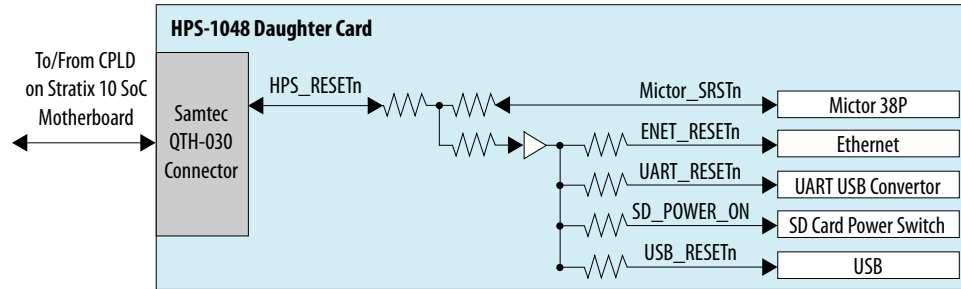 HPS-1048 Daughter Card
To/From CPLD
on Stratix 10 SoC
Motherboard
Samtec
QTH-030
Connector
HPS_RESETn
Mictor_SRSTn
Mictor 38P
ENET_RESETn
Ethernet
UART_RESETn
UART USB Convertor
SD_POWER_ON
SD Card Power Switch
USB_RESETn
USB